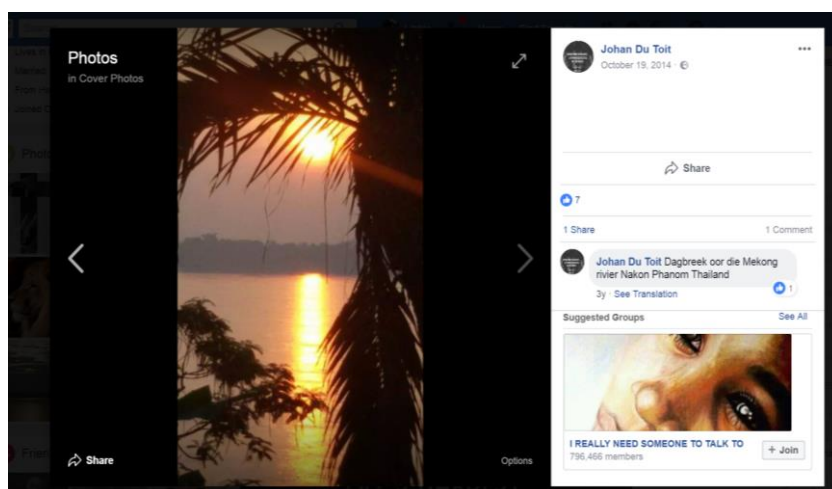 Photos
in Cover Photos
Johan Du Toit
October 19, 2014
Share
7
1 Share
1 Comment
Johan Du Toit Dagbreek oor die Mekong
rivier Nakon Phanom Thailand
1
3y · See Translation
Suggested Groups
See All
I REALLY NEED SOMEONE TO TALK TO
796,466 members
+ Join
Share
Options